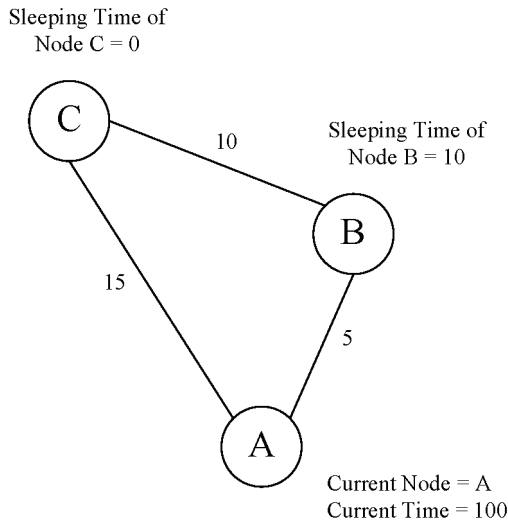 Sleeping Time of
Node C = 0
C
10
Sleeping Time of
Node B = 10
B
15
5
A
Current Node = A
Current Time = 100